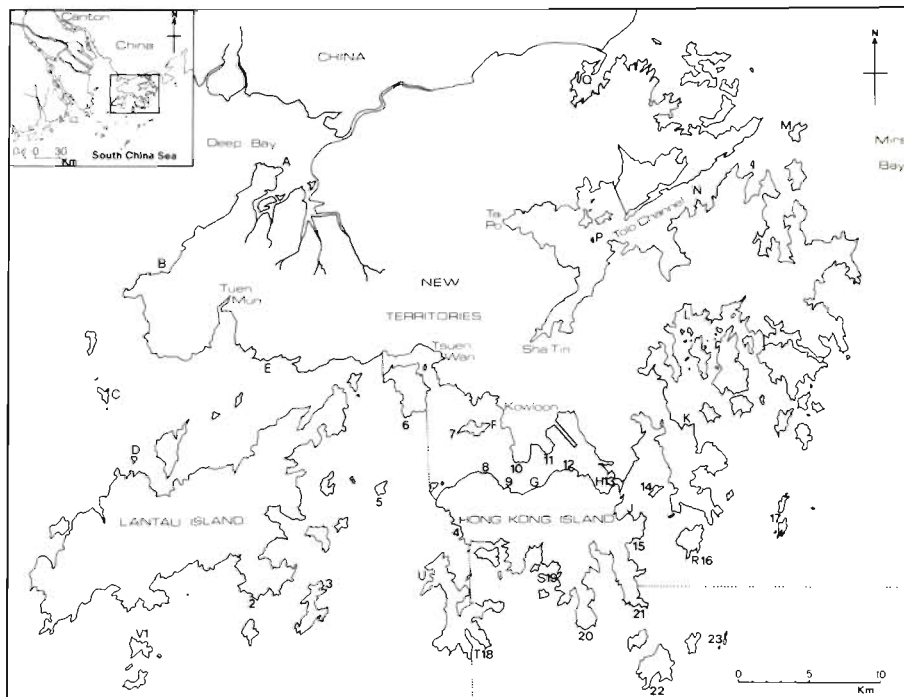 Canton
China
0 30
Km
South China Sea
N
CHINA
N
Q
M
Deep Bay
A
Mirs
Bay
N
Tai
Po
P
Tolo Channel
B
NEW
Tuen
Mun
TERRITORIES
Tsuen
Wan
Sha Tin
E
C
6
Kowloon
K
7
F
D
8
10
11
12
9
G
H13
14
5
17
LANTAU ISLAND
4
HONG KONG ISLAND
15
R16
U
S19
2
3
21
20
V1
T18
23
22
0 5 10
Km